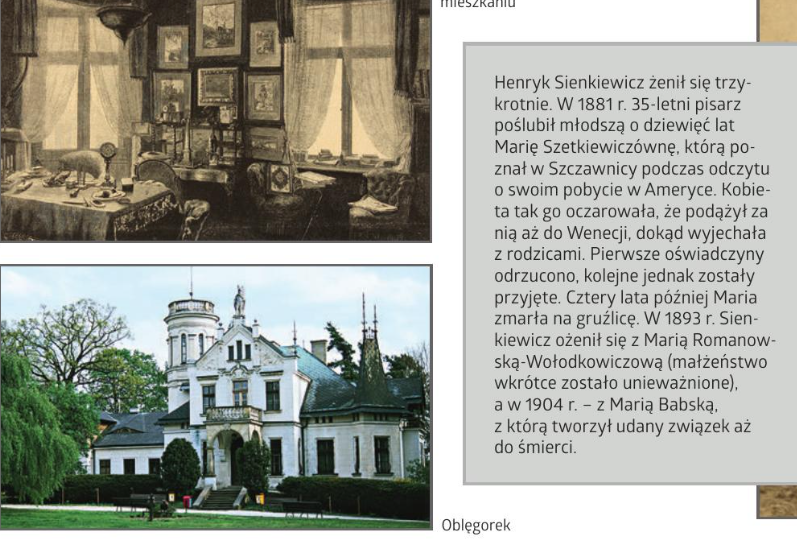 mieszkaniu
Henryk Sienkiewicz żenił się trzy-
krotnie. W 1881 r. 35-letni pisarz
poślubił młodszą o dziewięć lat
Marię Szetkiewiczównę, którą po-
znał w Szczawnicy podczas odczytu
o swoim pobycie w Ameryce. Kobie-
ta tak go oczarowała, że podążył za
nią aż do Wenecji, dokąd wyjechała
z rodzicami. Pierwsze oświadczyny
odrzucono, kolejne jednak zostały
przyjęte. Cztery lata później Maria
zmarła na gruźlicę. W 1893 r. Sien-
kiewicz ożenił się z Marią Romanow-
ską-Wołodkowiczową (małżeństwo
wkrótce zostało unieważnione),
a w 1904 r. – z Marią Babską,
z którą tworzył udany związek aż
do śmierci.
Oblęgorek